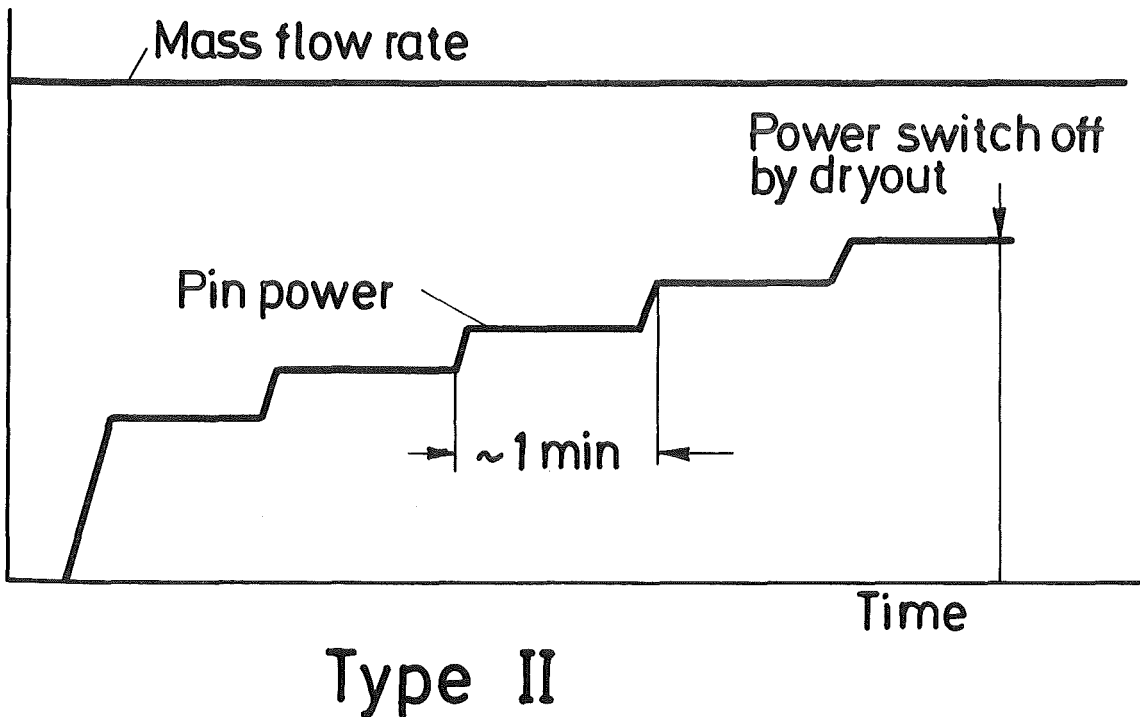 Mass flow rate
Power switch off
by dryout
Pin power
~1 min
Time
Type II